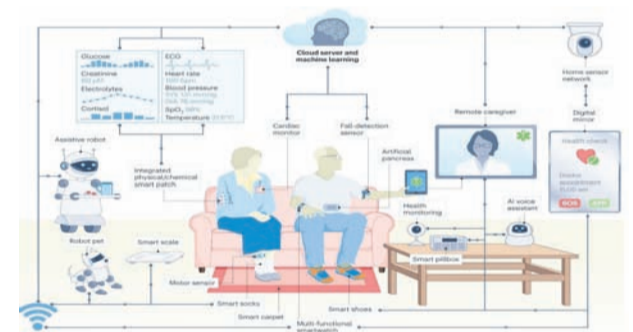 Cloud server and
machine learning
Glucose
Creatinine
Electrolytes
Cortisol
ECG
Heart rate
Blood pressure
SpO₂
Temperature
Home sensor
network
Cardiac
monitor
Fall-detection
sensor
Remote caregiver
Digital
mirror
Assistive robot
Integrated
physical/chemical
smart patch
Artificial
pancreas
Health check
Health
monitoring
AI voice
assistant
SOS
Robot pet
Smart scale
Smart pillbox
Motor sensor
Smart socks
Smart shoes
Smart carpet
Multi-functional
smartwatch